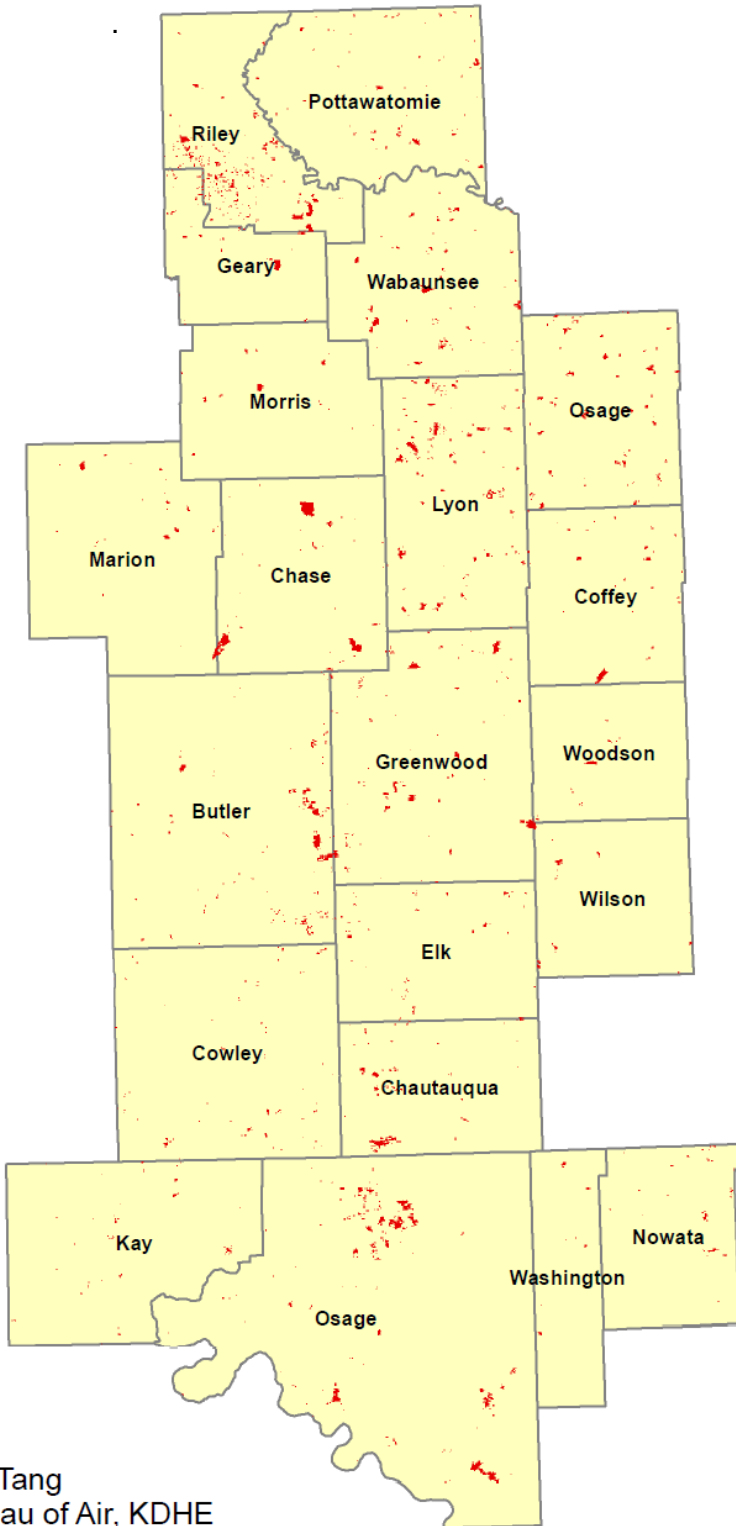 Pottawatomie
Riley
Geary
Wabaunsee
Morris
Osage
Lyon
Marion
Chase
Coffey
Greenwood
Woodson
Butler
Wilson
Elk
Cowley
Chautauqua
Kay
Nowata
Washington
Osage
Tang
au of Air, KDHE